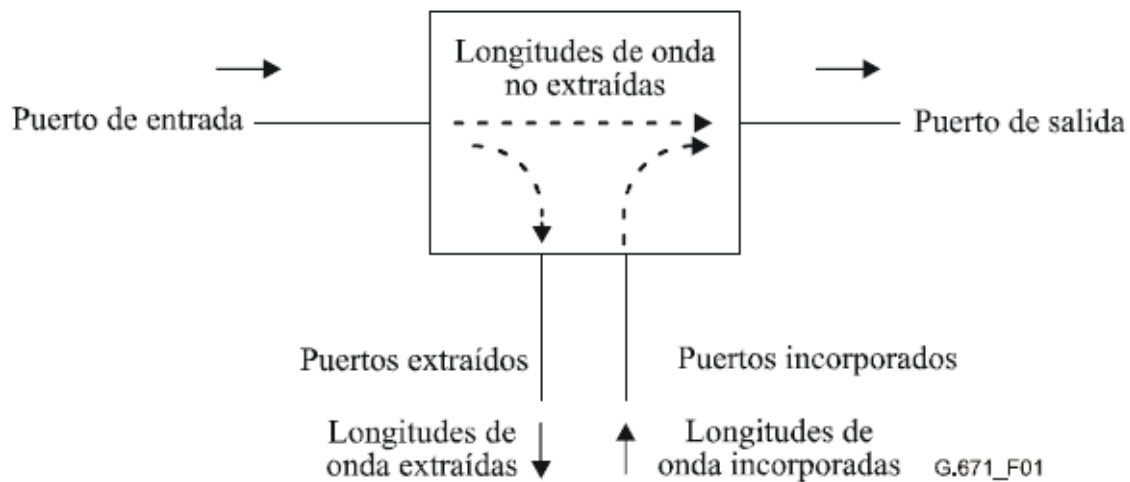 Longitudes de onda
no extraídas
Puerto de entrada
Puerto de salida
Puertos extraídos
Puertos incorporados
Longitudes de
onda extraídas
Longitudes de
onda incorporadas
G.671_F01